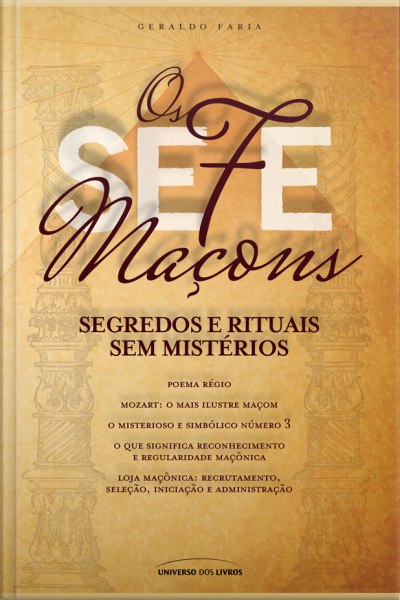 GERALDO FARIA
Os
SE7E
Maçons
SEGREDOS E RITUAIS
SEM MISTÉRIOS
POEMA RÉGIO
MOZART: O MAIS ILUSTRE MAÇOM
O MISTERIOSO E SIMBÓLICO NÚMERO 3
O QUE SIGNIFICA RECONHECIMENTO
E REGULARIDADE MAÇÔNICA
LOJA MAÇÔNICA: RECRUTAMENTO,
SELEÇÃO, INICIAÇÃO E ADMINISTRAÇÃO
UNIVERSO DOS LIVROS